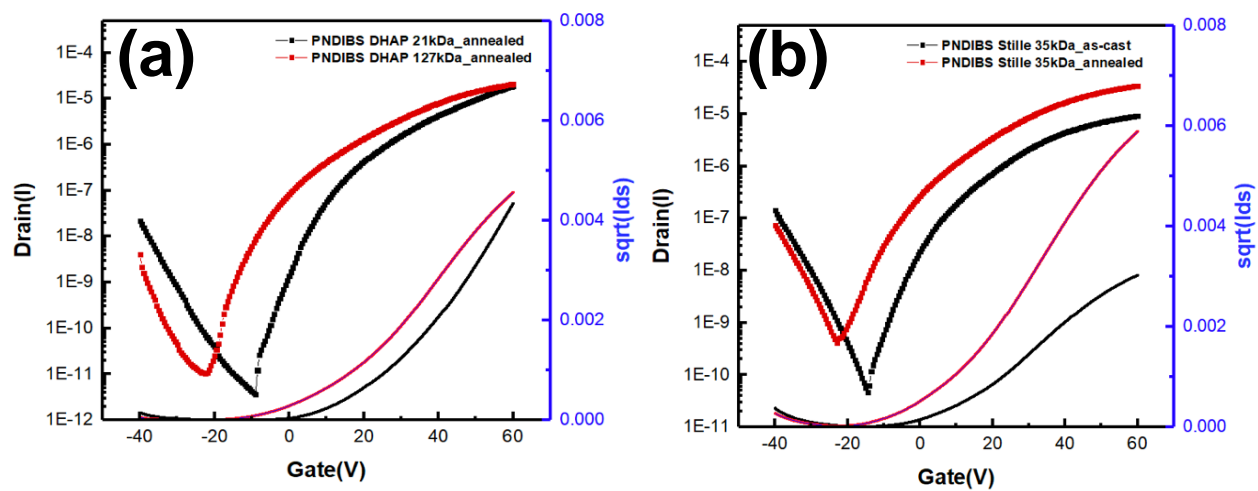 (a)
PNDIBS DHAP 21kDa_annealed
PNDIBS DHAP 127kDa_annealed
1E-4
1E-5
1E-6
1E-7
1E-8
1E-9
1E-10
1E-11
1E-12
Drain(I)
-40 -20 0 20 40 60
Gate(V)
0.008
0.006
0.004
0.002
0.000
sqrt(Ids)
(b)
PNDIBS Stille 35kDa_as-cast
PNDIBS Stille 35kDa_annealed
1E-4
1E-5
1E-6
1E-7
1E-8
1E-9
1E-10
1E-11
Drain(I)
-40 -20 0 20 40 60
Gate(V)
0.008
0.006
0.004
0.002
0.000
sqrt(Ids)